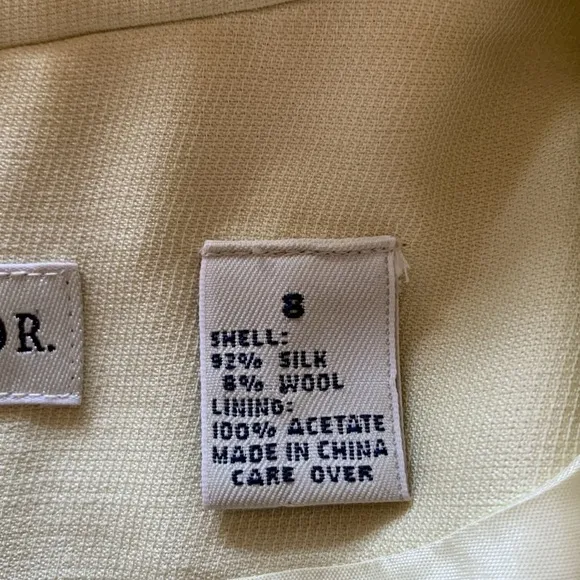 OR.
8
SHELL:
92% SILK
8% WOOL
LINING:
100% ACETATE
MADE IN CHINA
CARE OVER